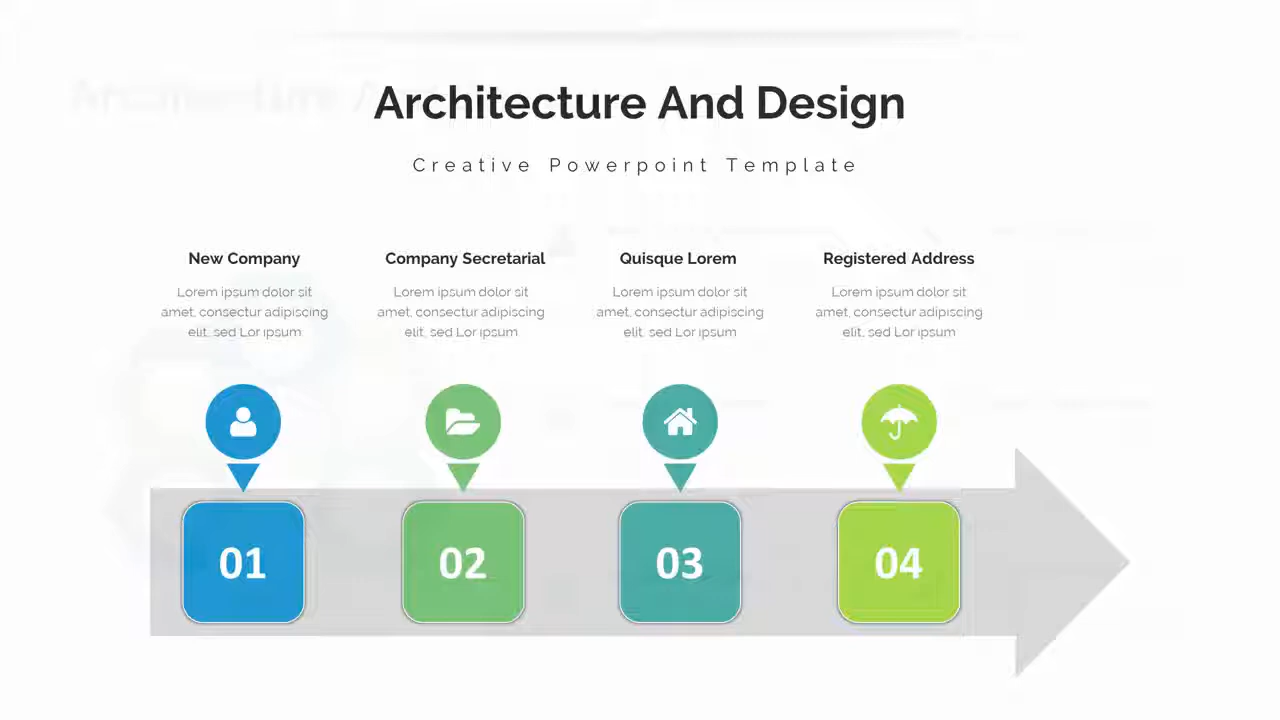 Architecture And Design
Creative Powerpoint Template
New Company
Lorem ipsum dolor sit
amet, consectur adipiscing
elit, sed Lor ipsum
Company Secretarial
Lorem ipsum dolor sit
amet, consectur adipiscing
elit, sed Lor ipsum
Quisque Lorem
Lorem ipsum dolor sit
amet, consectur adipiscing
elit, sed Lor ipsum
Registered Address
Lorem ipsum dolor sit
amet, consectur adipiscing
elit, sed Lor ipsum
01
02
03
04